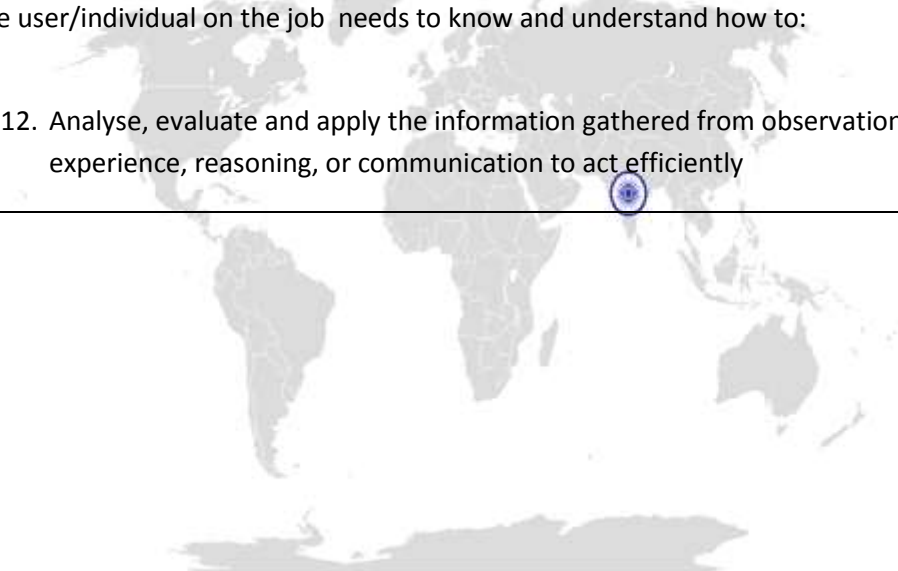 e user/individual on the job needs to know and understand how to:
12. Analyse, evaluate and apply the information gathered from observation
experience, reasoning, or communication to act efficiently